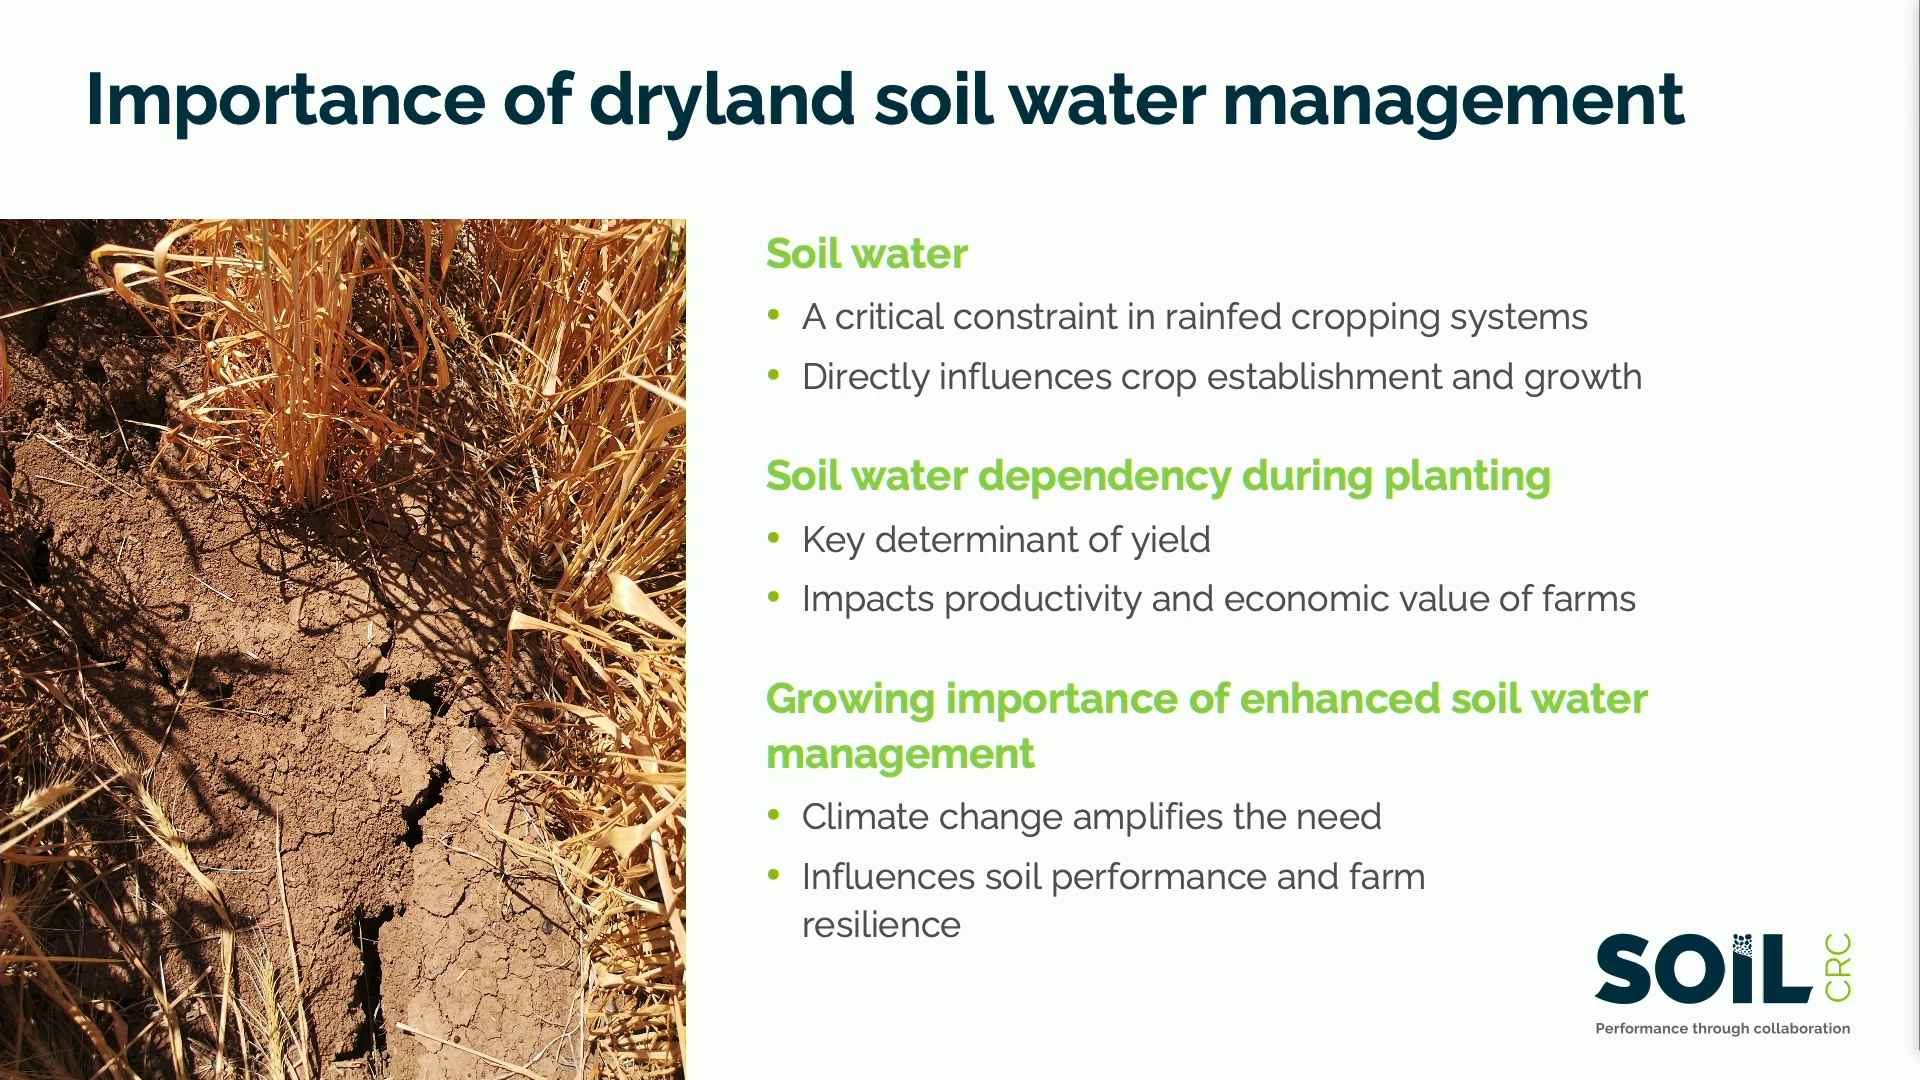 Importance of dryland soil water management
Soil water
• A critical constraint in rainfed cropping systems
• Directly influences crop establishment and growth
Soil water dependency during planting
• Key determinant of yield
• Impacts productivity and economic value of farms
Growing importance of enhanced soil water
management
• Climate change amplifies the need
• Influences soil performance and farm
resilience
SOiL CRC
Performance through collaboration